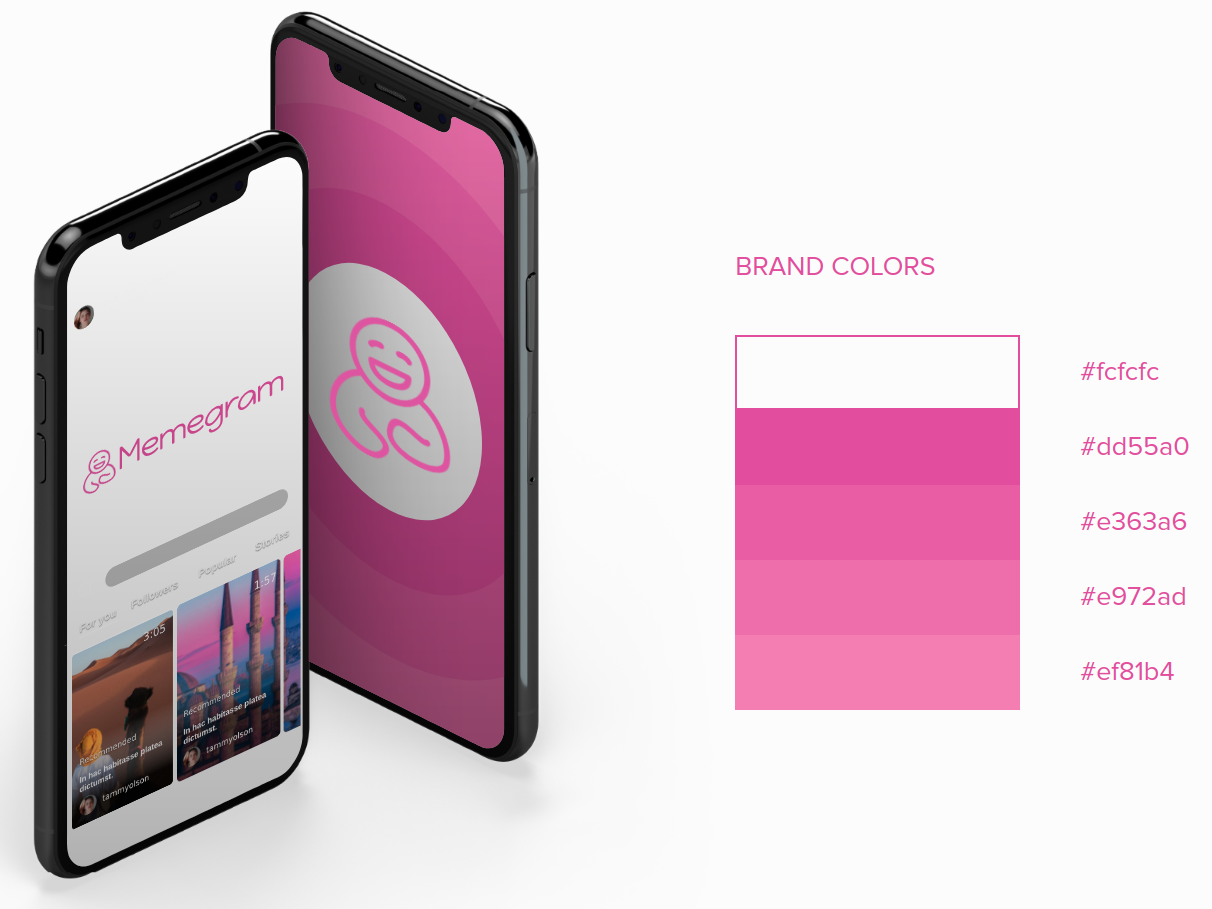 Memegram
For you Followers Popular Stories
3:05
1:57
Recommended
In hac habitasse platea
dictumst.
tammyolson
Recommended
In hac habitasse platea
dictumst.
tammyolson
BRAND COLORS
#fcfcfc
#dd55a0
#e363a6
#e972ad
#ef81b4